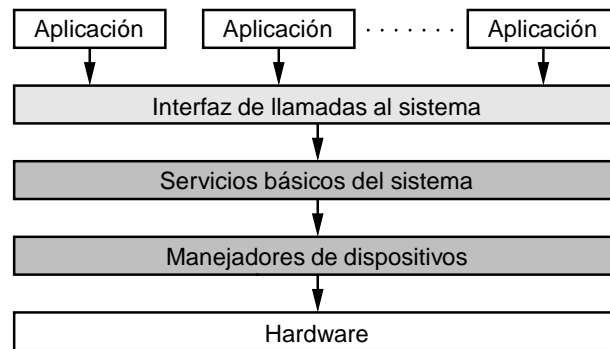 Aplicación Aplicación . . . . . . . Aplicación
Interfaz de llamadas al sistema
Servicios básicos del sistema
Manejadores de dispositivos
Hardware